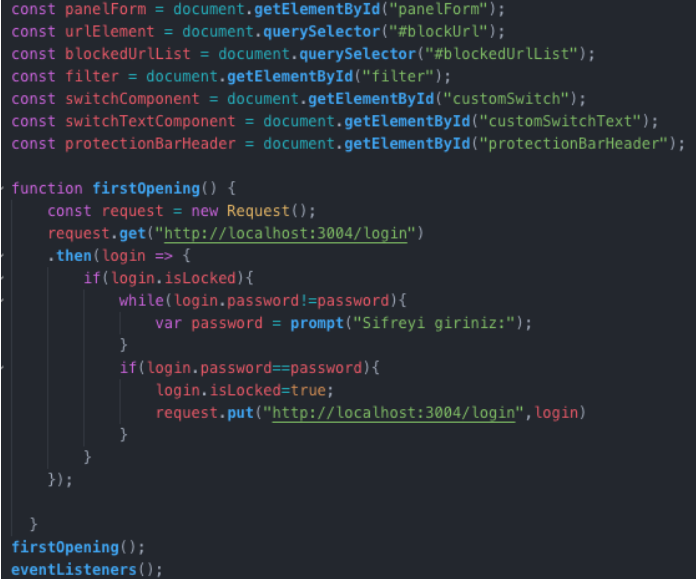 const panelForm = document.getElementById("panelForm");
const urlElement = document.querySelector("#blockUrl");
const blockedUrlList = document.querySelector("#blockedUrlList");
const filter = document.getElementById("filter");
const switchComponent = document.getElementById("customSwitch");
const switchTextComponent = document.getElementById("customSwitchText");
const protectionBarHeader = document.getElementById("protectionBarHeader");
function firstOpening() {
const request = new Request();
request.get("http://localhost:3004/login")
.then(login => {
if(login.isLocked){
while(login.password!=password){
var password = prompt("Sifreyi giriniz:");
}
if(login.password==password){
login.isLocked=true;
request.put("http://localhost:3004/login",login)
}
}
});
}
firstOpening();
eventListeners();